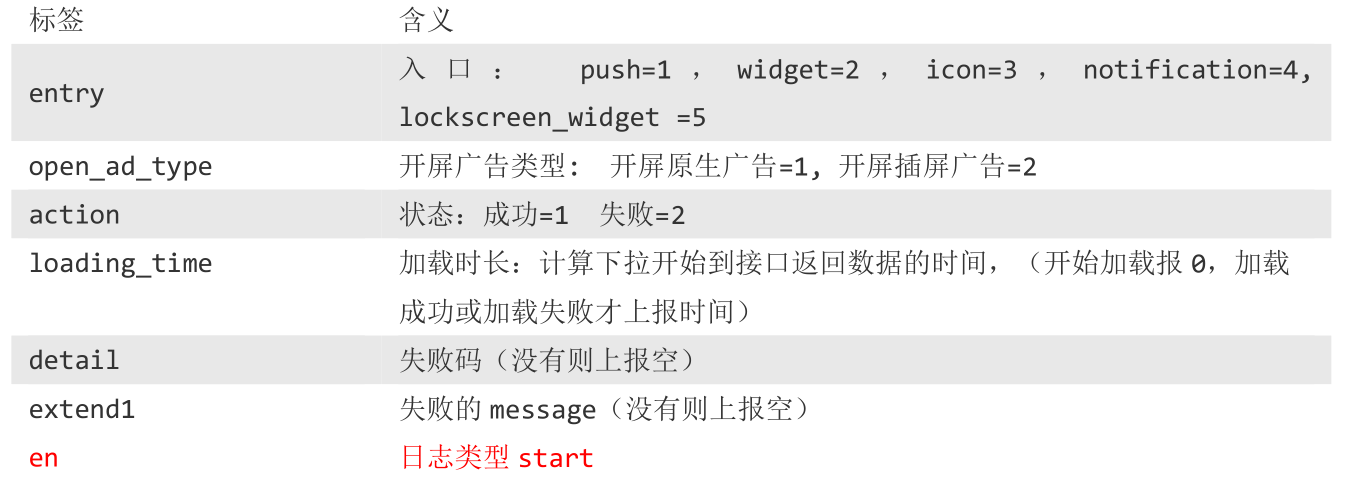 标签 含义
entry 入口： push=1， widget=2， icon=3， notification=4,
lockscreen_widget =5
open_ad_type 开屏广告类型: 开屏原生广告=1, 开屏插屏广告=2
action 状态：成功=1 失败=2
loading_time 加载时长：计算下拉开始到接口返回数据的时间，（开始加载报 0，加载
成功或加载失败才上报时间）
detail 失败码（没有则上报空）
extend1 失败的 message（没有则上报空）
en 日志类型 start